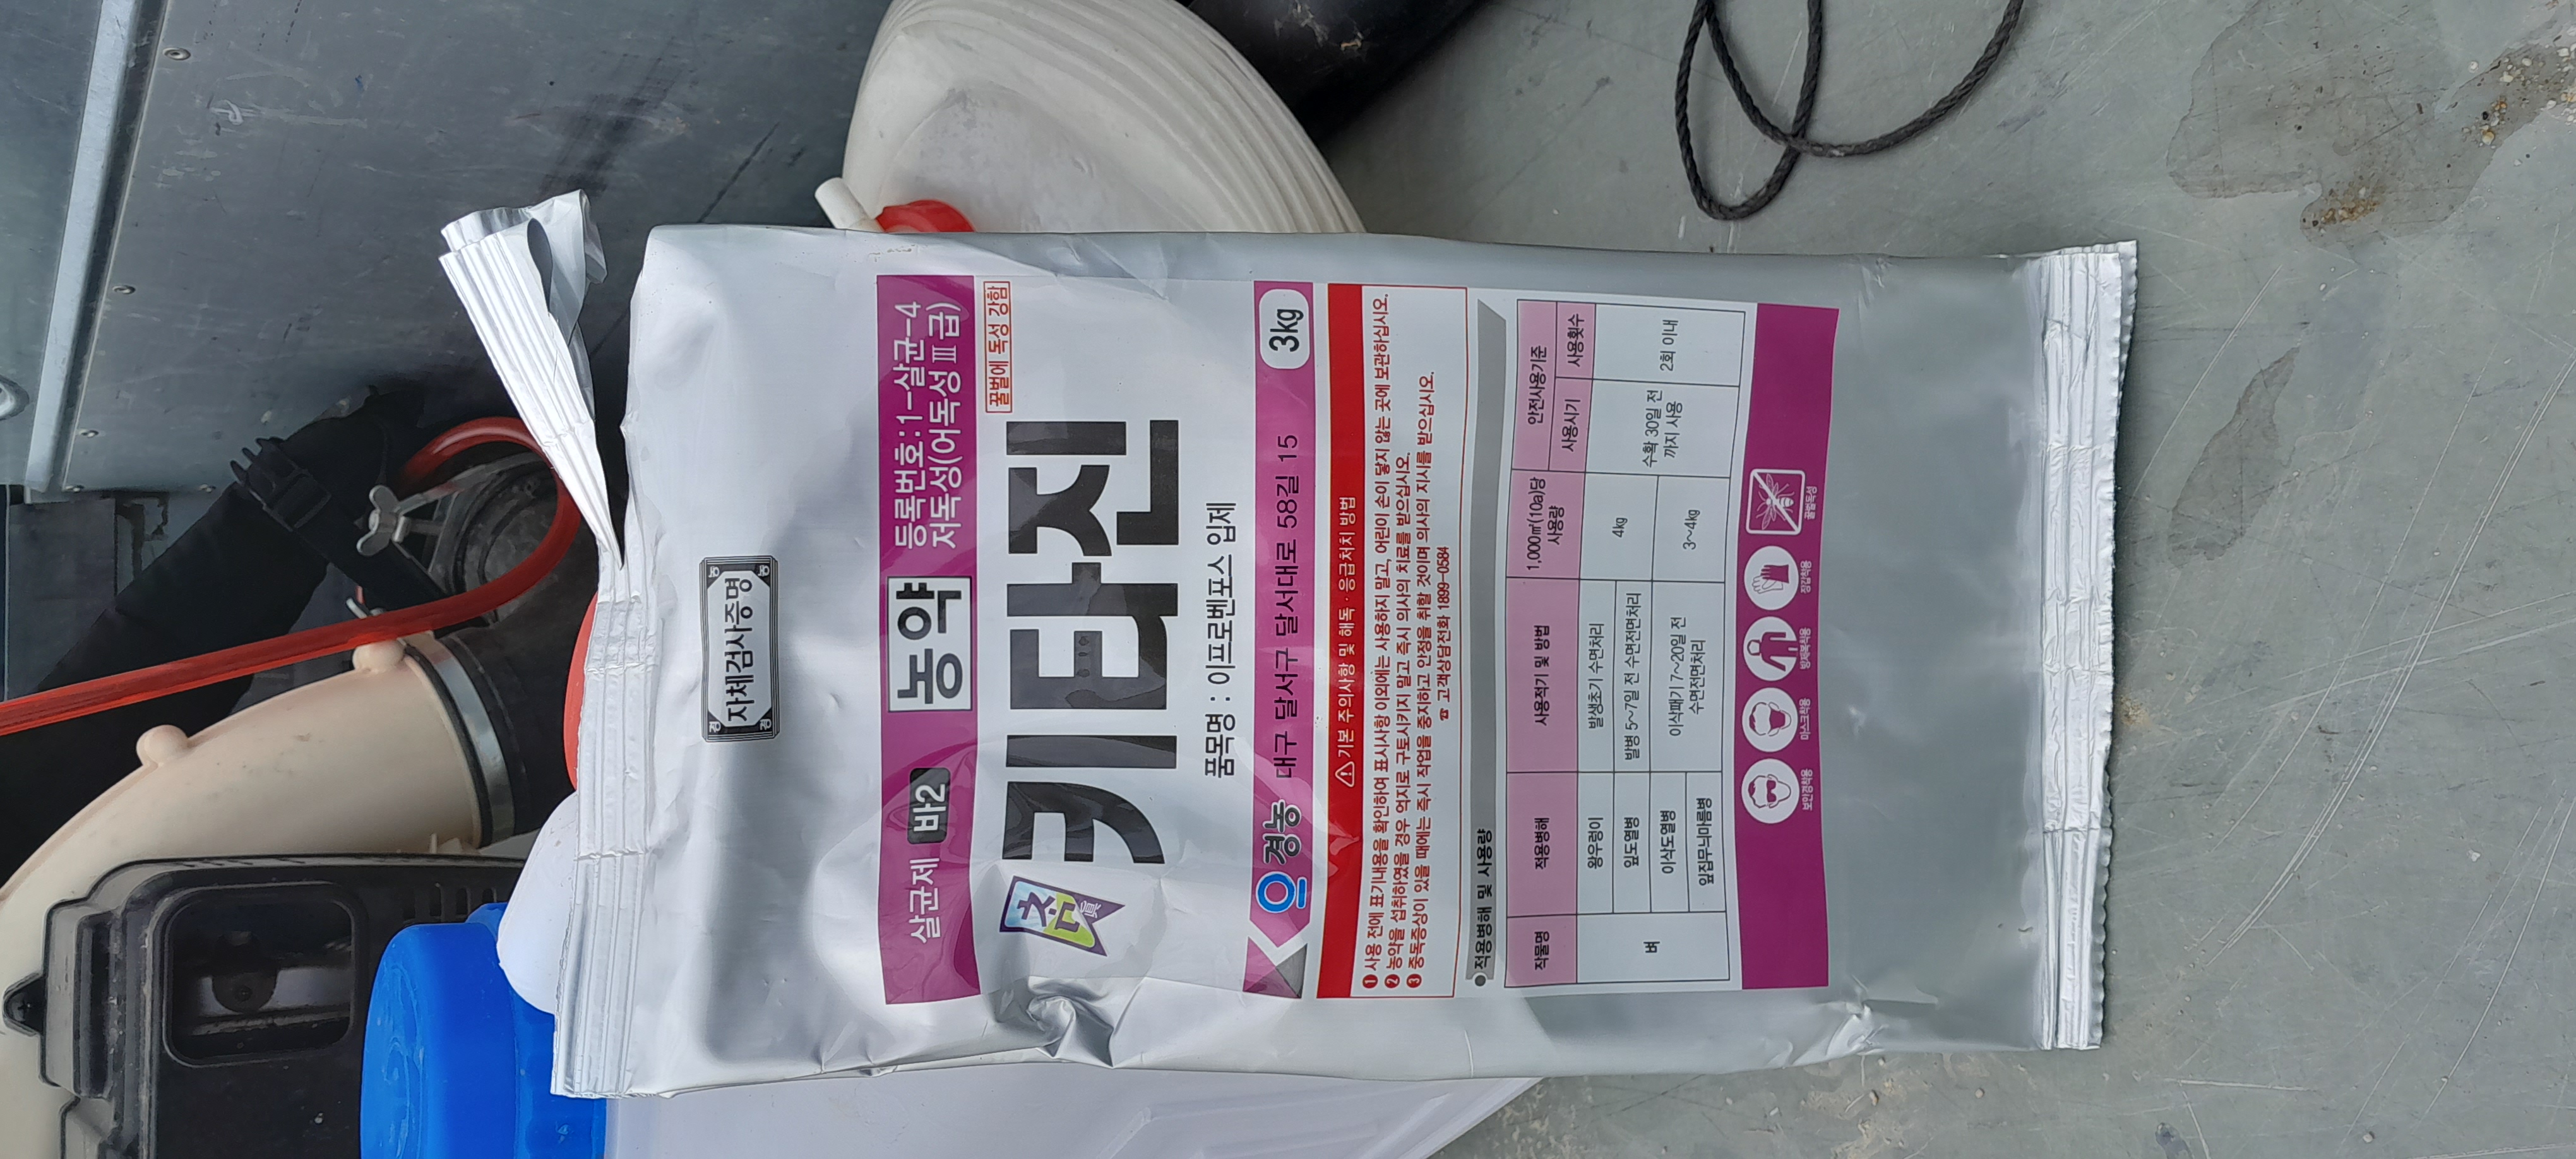 자체검사증명
살균제 바2 농약 등록번호:1-살균-4
저독성(어독성Ⅲ급)
꿀벌에 독성 강함
참
키타진
품목명 : 이프로벤포스 입제
경농 대구 달서구 달서대로 58길 15 3kg
기본 주의사항 및 해독 · 응급처치 방법
❶ 사용 전에 표기내용을 확인하여 표시사항 이외에는 사용하지 말고, 어린이 손이 닿지 않는 곳에 보관하십시오.
❷ 농약을 섭취하였을 경우 억지로 구토시키지 말고 즉시 의사의 치료를 받으십시오.
❸ 중독증상이 있을 때에는 즉시 작업을 중지하고 안정을 취할 것이며 의사의 지시를 받으십시오.
☎ 고객상담전화 1899-0584
● 적용병해 및 사용량
작물명 적용병해 사용적기 및 방법 1,000㎡(10a)당 사용량 안전사용기준
사용시기 사용횟수
벼 왕우렁이 발생초기 수면처리 4kg 수확 30일 전 까지 사용 2회 이내
잎도열병 발병 5~7일 전 수면전면처리
이삭도열병 이삭패기 7~20일 전 수면전면처리 3~4kg
잎집무늬마름병
보안경착용 마스크착용 방제복착용 장갑착용 꿀벌독성